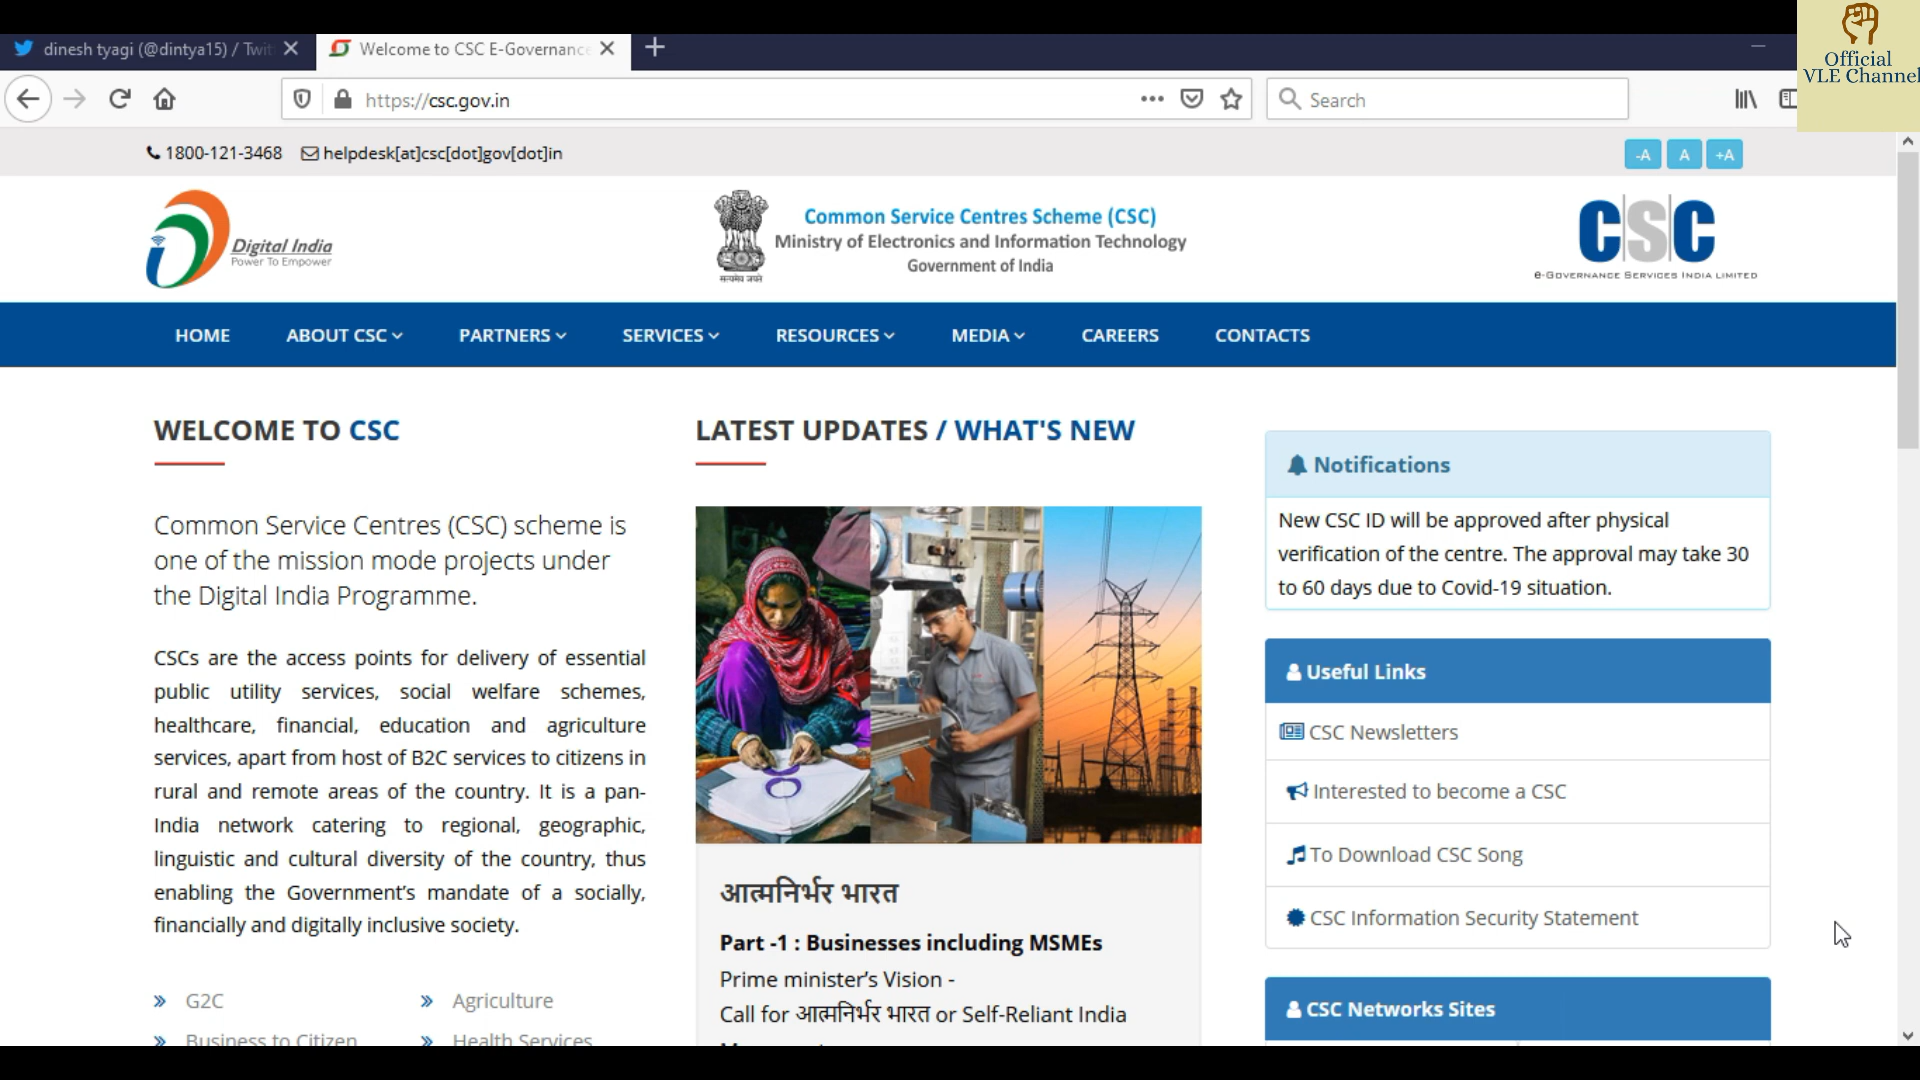 Official
VLE Channel
dinesh tyagi (@dintya15) / Twit
Welcome to CSC E-Governance
https://csc.gov.in
Search
1800-121-3468 helpdesk[at]csc[dot]gov[dot]in
-A A +A
Digital India
Power To Empower
सत्यमेव जयते
Common Service Centres Scheme (CSC)
Ministry of Electronics and Information Technology
Government of India
CSC
e-Governance Services India Limited
HOME ABOUT CSC PARTNERS SERVICES RESOURCES MEDIA CAREERS CONTACTS
WELCOME TO CSC
Common Service Centres (CSC) scheme is
one of the mission mode projects under
the Digital India Programme.
CSCs are the access points for delivery of essential
public utility services, social welfare schemes,
healthcare, financial, education and agriculture
services, apart from host of B2C services to citizens in
rural and remote areas of the country. It is a pan-
India network catering to regional, geographic,
linguistic and cultural diversity of the country, thus
enabling the Government's mandate of a socially,
financially and digitally inclusive society.
G2C Agriculture
Business to Citizen Health Services
LATEST UPDATES / WHAT'S NEW
आत्मनिर्भर भारत
Part -1 : Businesses including MSMEs
Prime minister's Vision -
Call for आत्मनिर्भर भारत or Self-Reliant India
Notifications
New CSC ID will be approved after physical
verification of the centre. The approval may take 30
to 60 days due to Covid-19 situation.
Useful Links
CSC Newsletters
Interested to become a CSC
To Download CSC Song
CSC Information Security Statement
CSC Networks Sites